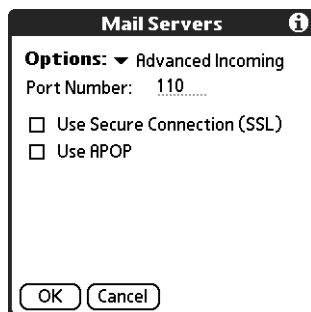 Mail Servers
Options: Advanced Incoming
Port Number: 110
Use Secure Connection (SSL)
Use APOP
OK Cancel